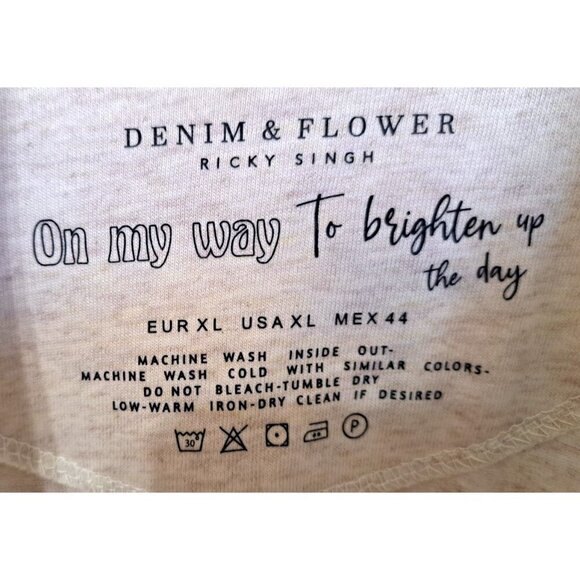 DENIM & FLOWER
RICKY SINGH
On my way To brighten up
the day
EUR XL USA XL MEX 44
MACHINE WASH INSIDE OUT-
MACHINE WASH COLD WITH SIMILAR COLORS-
DO NOT BLEACH-TUMBLE DRY
LOW-WARM IRON-DRY CLEAN IF DESIRED
30° P